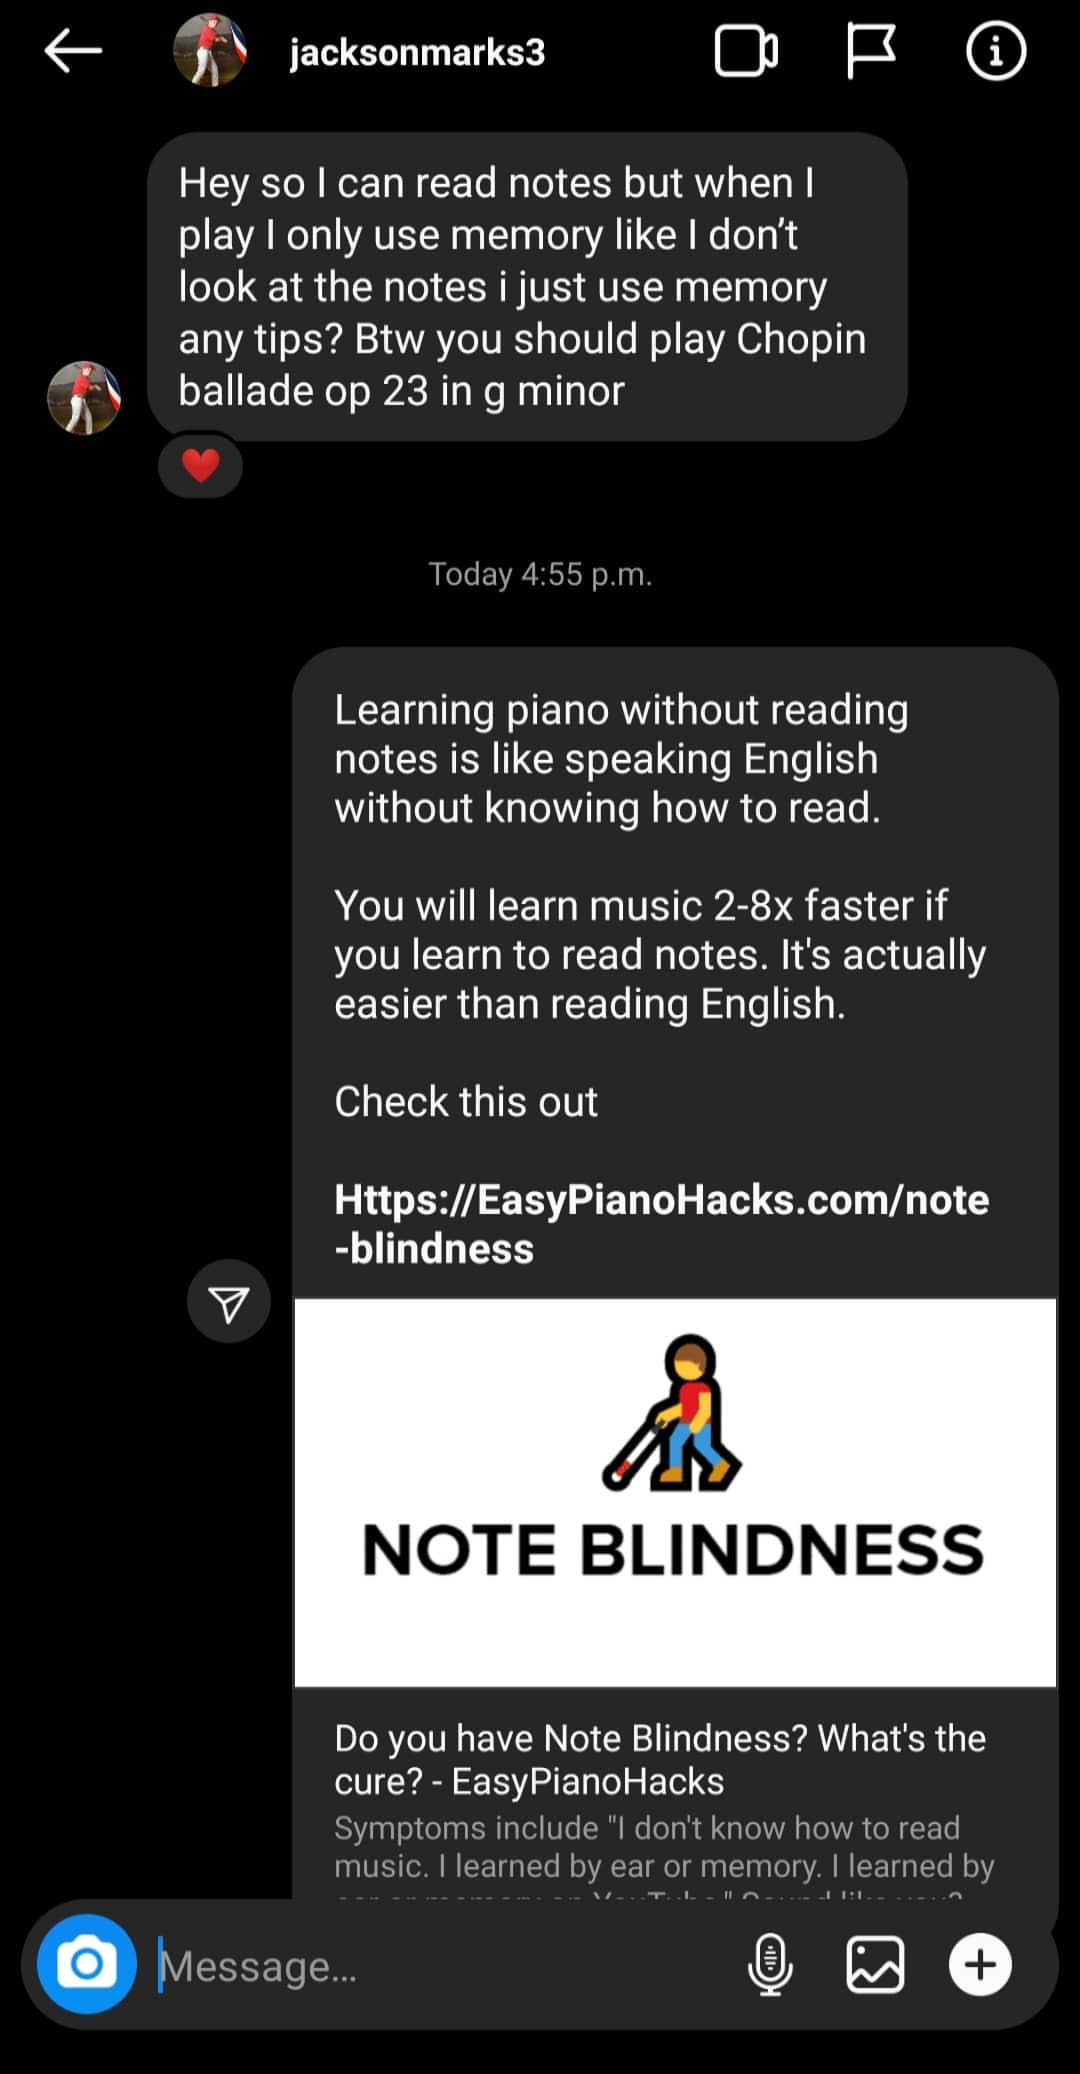 jacksonmarks3
Hey so I can read notes but when I
play I only use memory like I don't
look at the notes i just use memory
any tips? Btw you should play Chopin
ballade op 23 in g minor
Today 4:55 p.m.
Learning piano without reading
notes is like speaking English
without knowing how to read.
You will learn music 2-8x faster if
you learn to read notes. It's actually
easier than reading English.
Check this out
Https://EasyPianoHacks.com/note
-blindness
NOTE BLINDNESS
Do you have Note Blindness? What's the
cure? - EasyPianoHacks
Symptoms include "I don't know how to read
music. I learned by ear or memory. I learned by
Message...